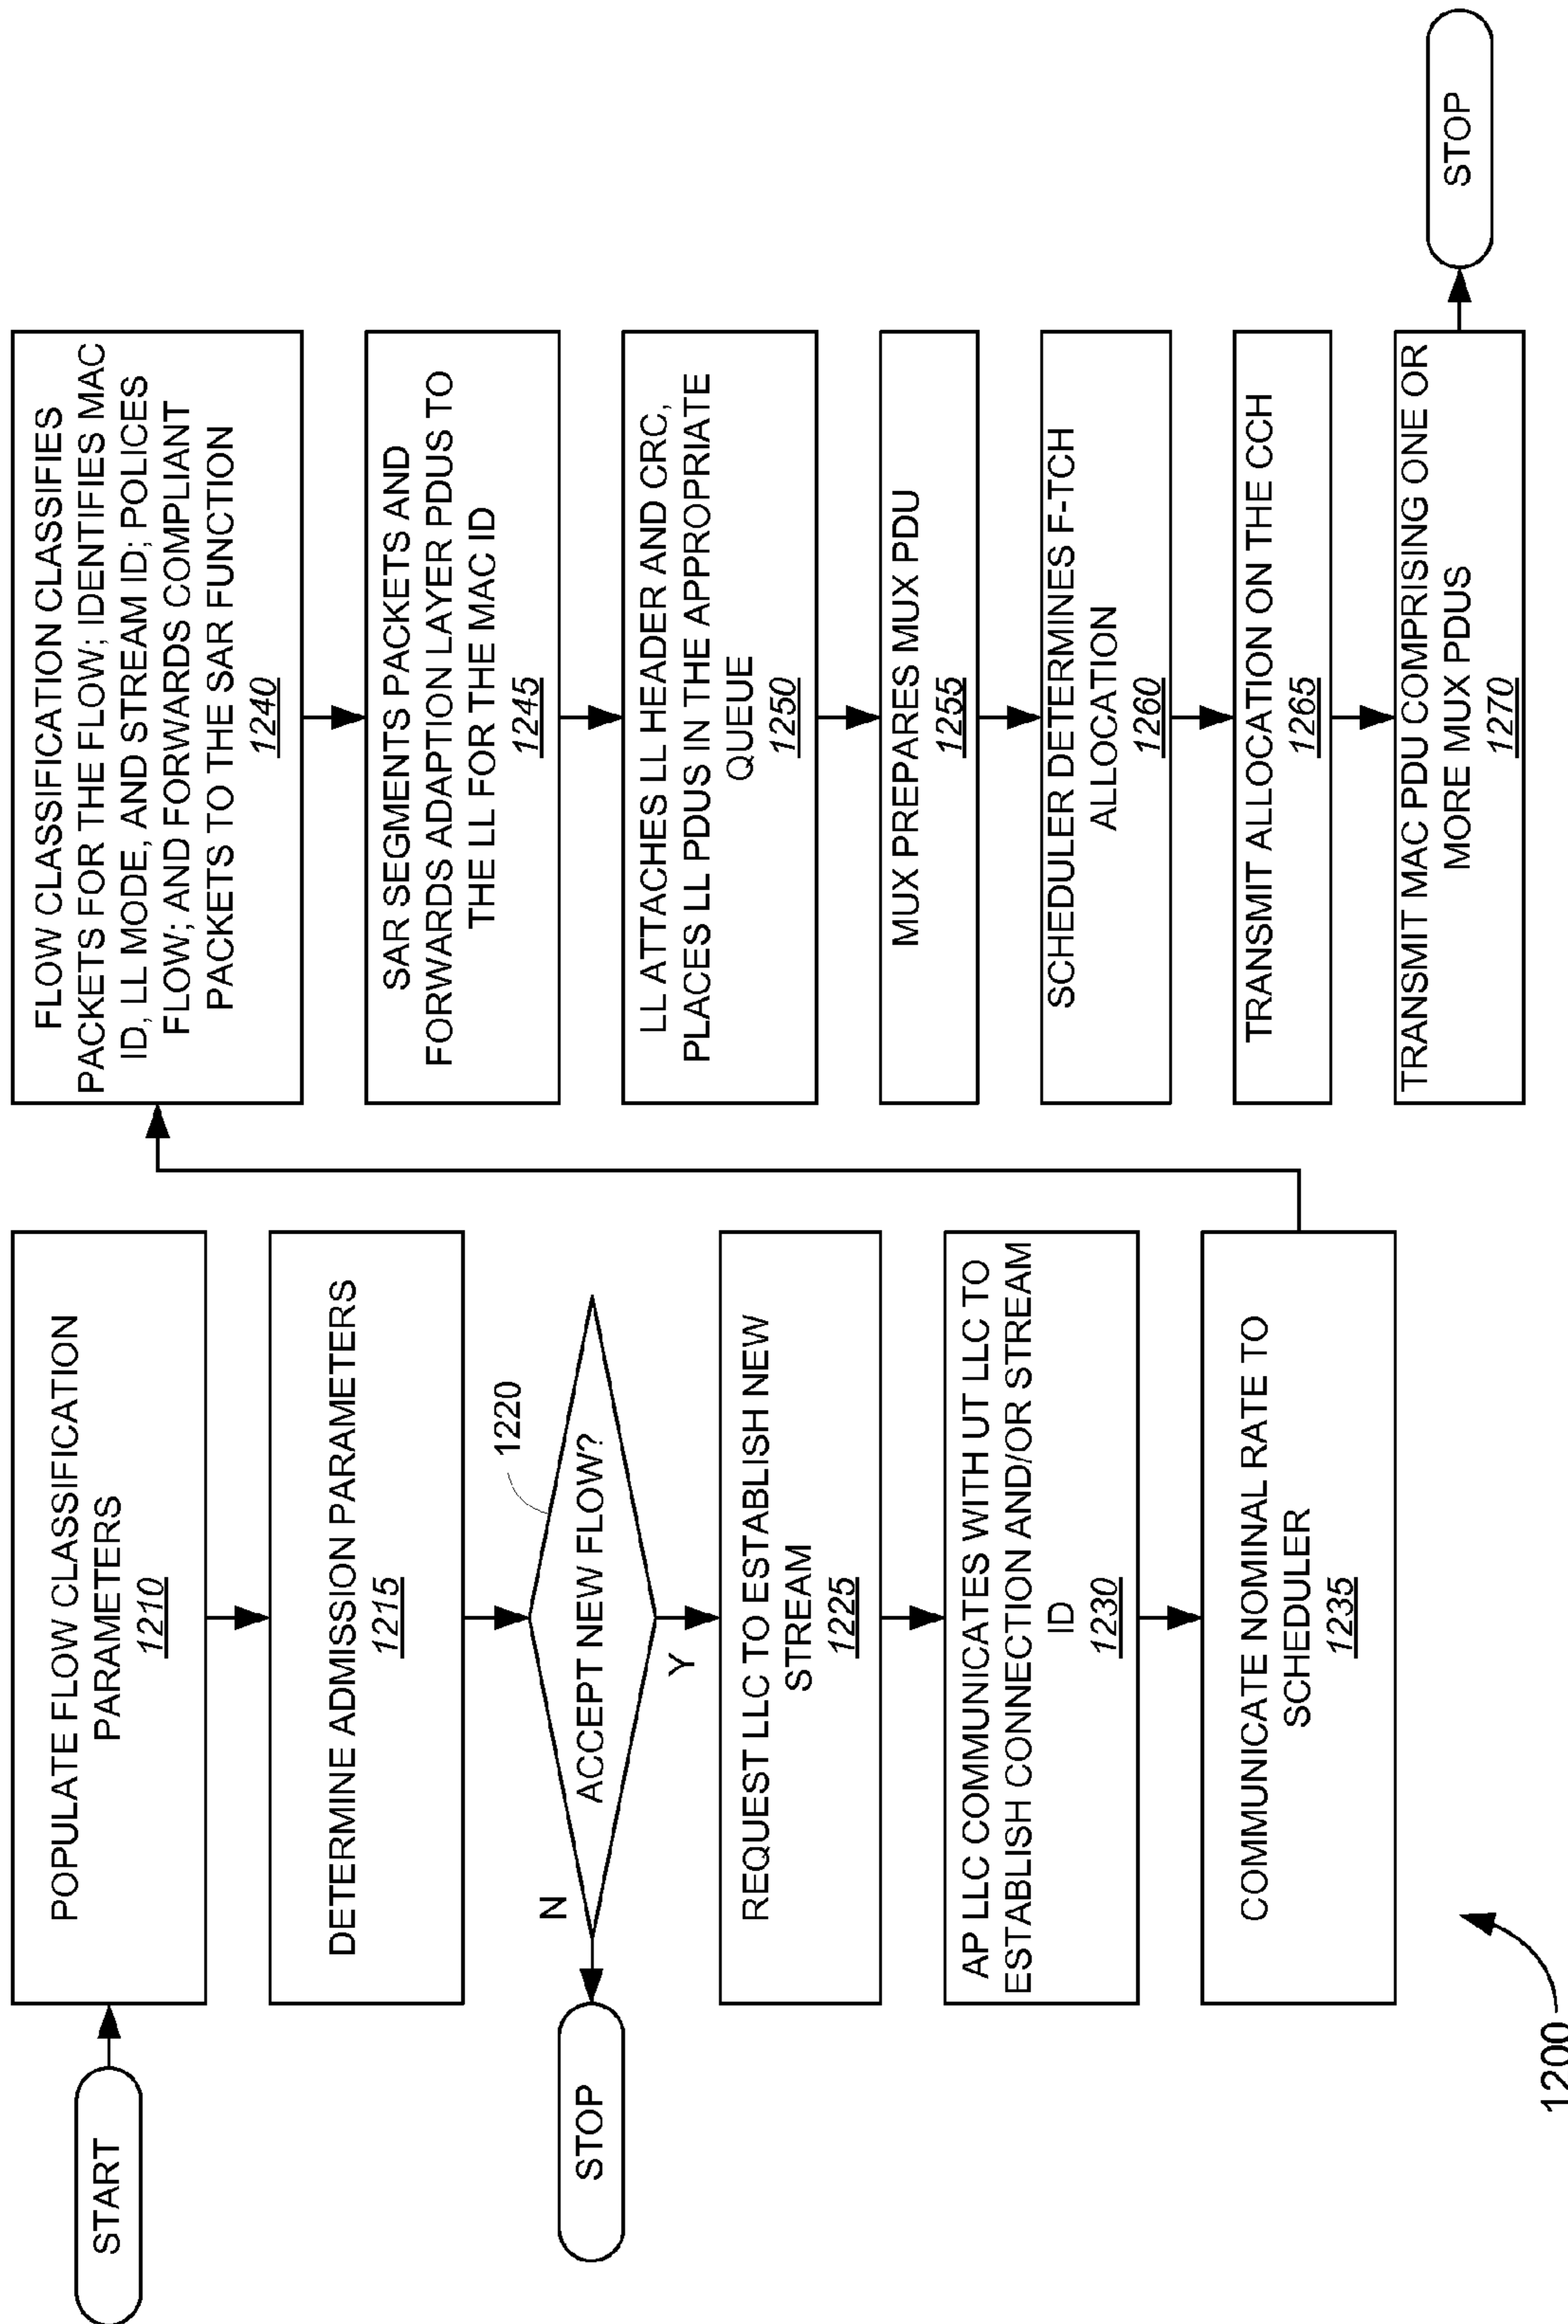 START
POPULATE FLOW CLASSIFICATION
PARAMETERS
1210
DETERMINE ADMISSION PARAMETERS
1215
1220
ACCEPT NEW FLOW?
N
STOP
Y
REQUEST LLC TO ESTABLISH NEW
STREAM
1225
AP LLC COMMUNICATES WITH UT LLC TO
ESTABLISH CONNECTION AND/OR STREAM
ID
1230
COMMUNICATE NOMINAL RATE TO
SCHEDULER
1235
1200
FLOW CLASSIFICATION CLASSIFIES
PACKETS FOR THE FLOW; IDENTIFIES MAC
ID, LL MODE, AND STREAM ID; POLICES
FLOW; AND FORWARDS COMPLIANT
PACKETS TO THE SAR FUNCTION
1240
SAR SEGMENTS PACKETS AND
FORWARDS ADAPTION LAYER PDUS TO
THE LL FOR THE MAC ID
1245
LL ATTACHES LL HEADER AND CRC,
PLACES LL PDUS IN THE APPROPRIATE
QUEUE
1250
MUX PREPARES MUX PDU
1255
SCHEDULER DETERMINES F-TCH
ALLOCATION
1260
TRANSMIT ALLOCATION ON THE CCH
1265
TRANSMIT MAC PDU COMPRISING ONE OR
MORE MUX PDUS
1270
STOP